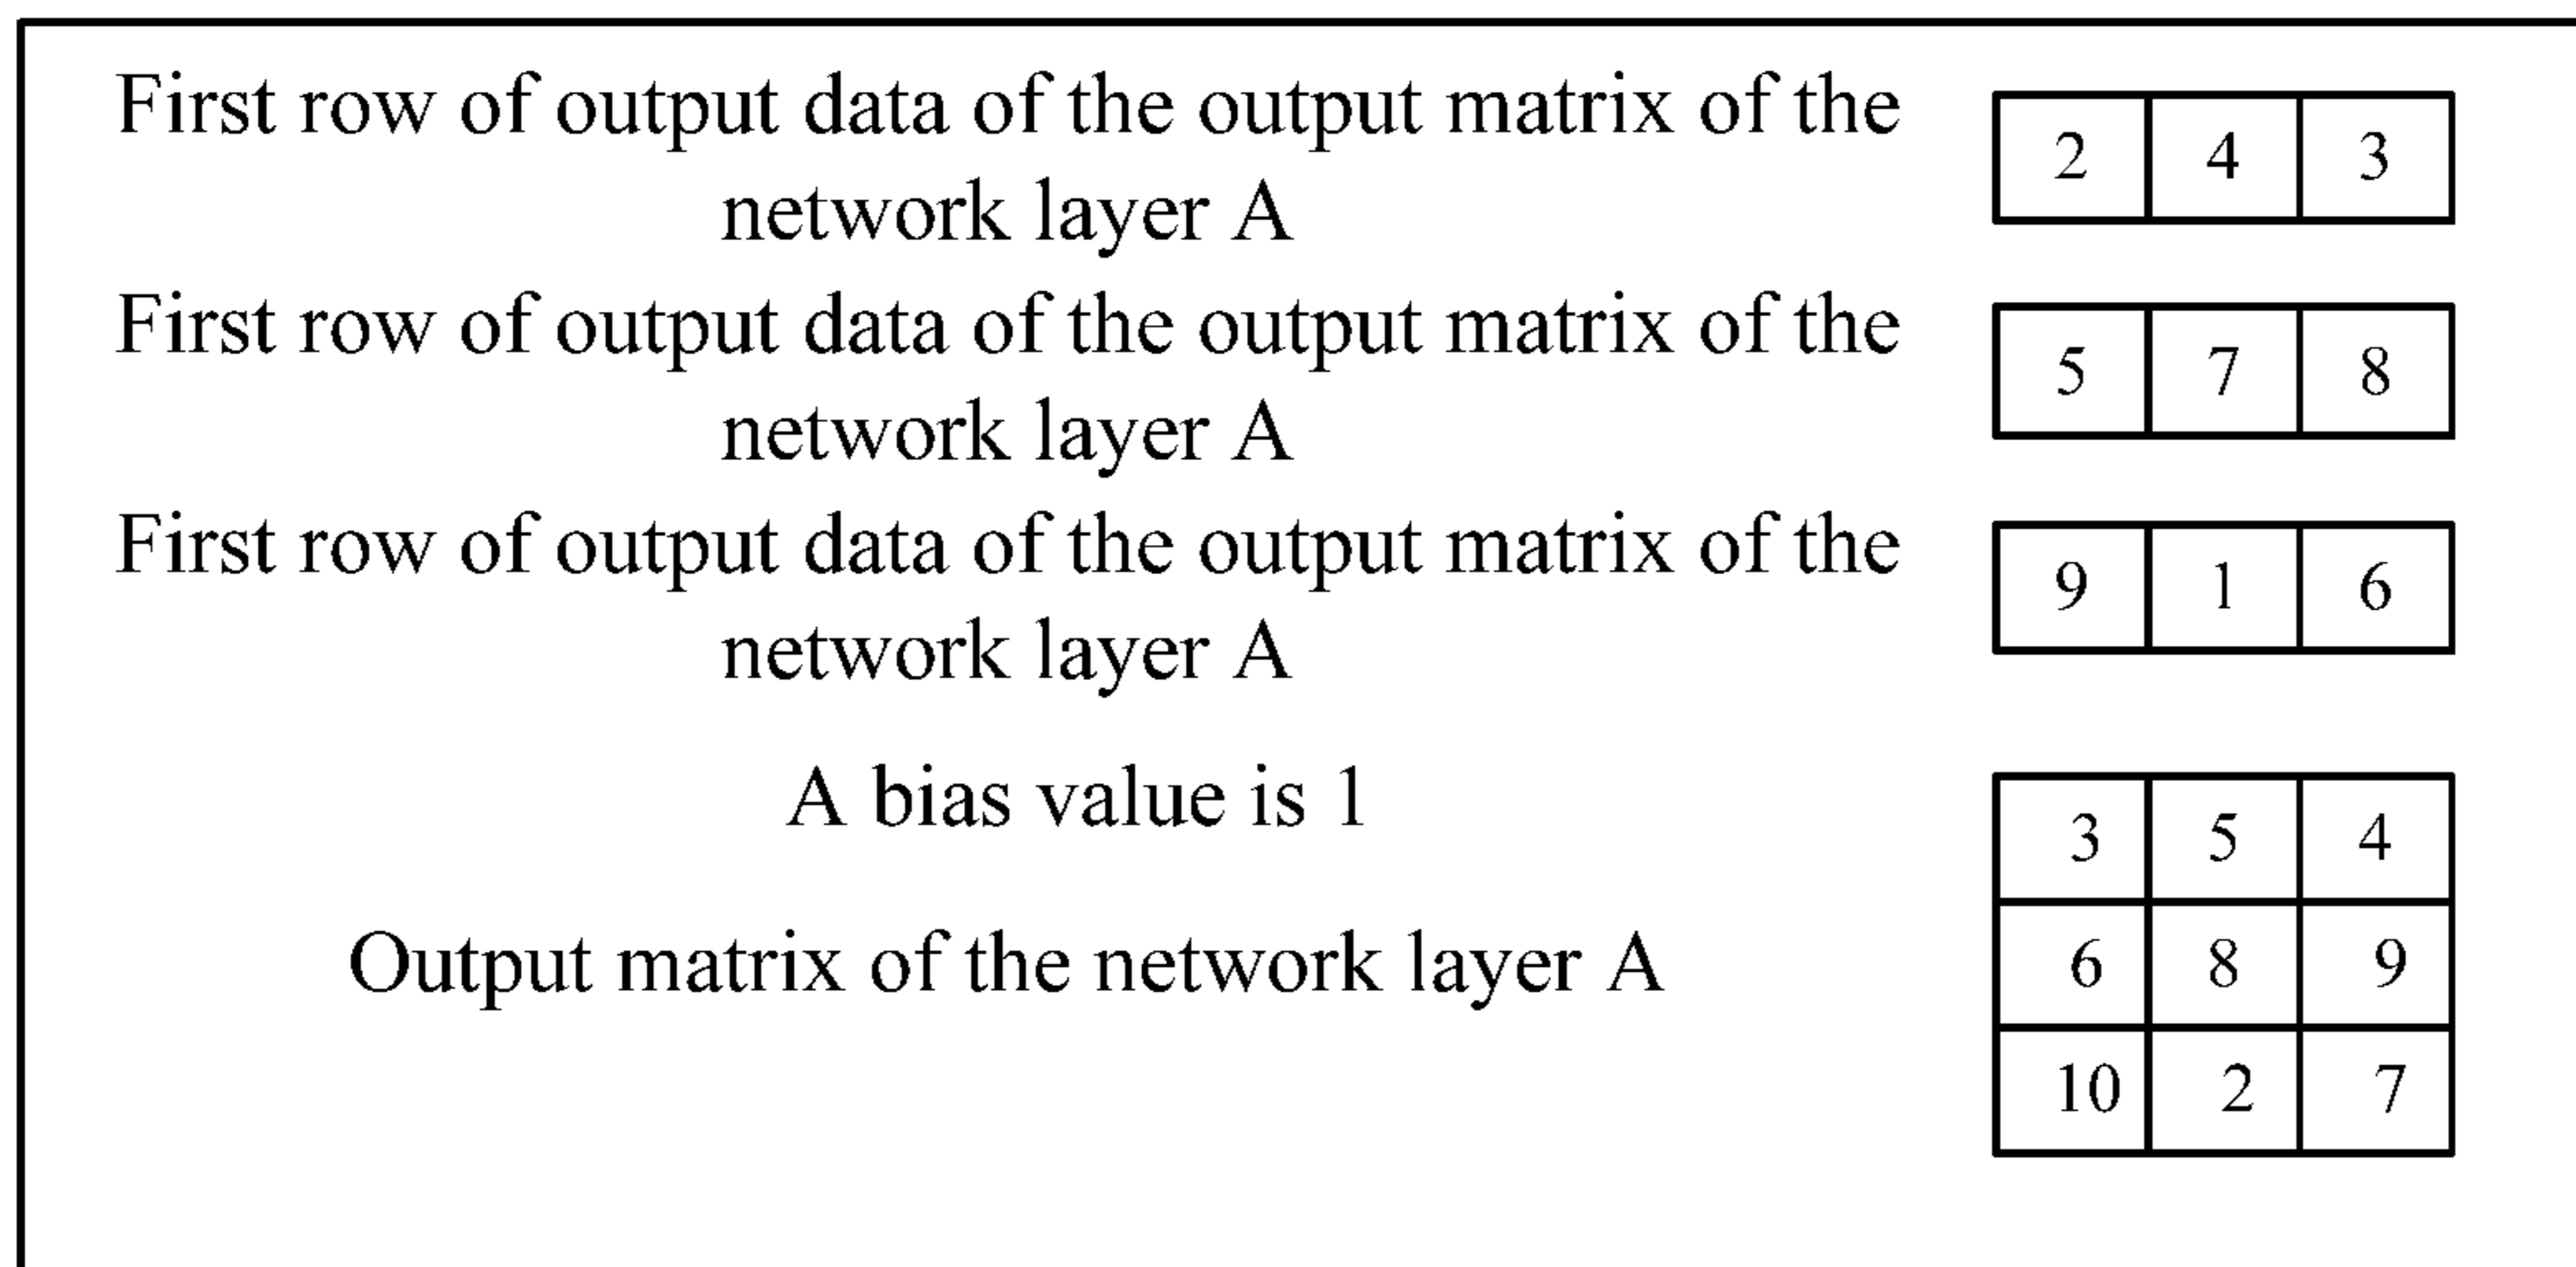 First row of output data of the output matrix of the
network layer A
2 4 3
First row of output data of the output matrix of the
network layer A
5 7 8
First row of output data of the output matrix of the
network layer A
9 1 6
A bias value is 1
Output matrix of the network layer A
3 5 4
6 8 9
10 2 7